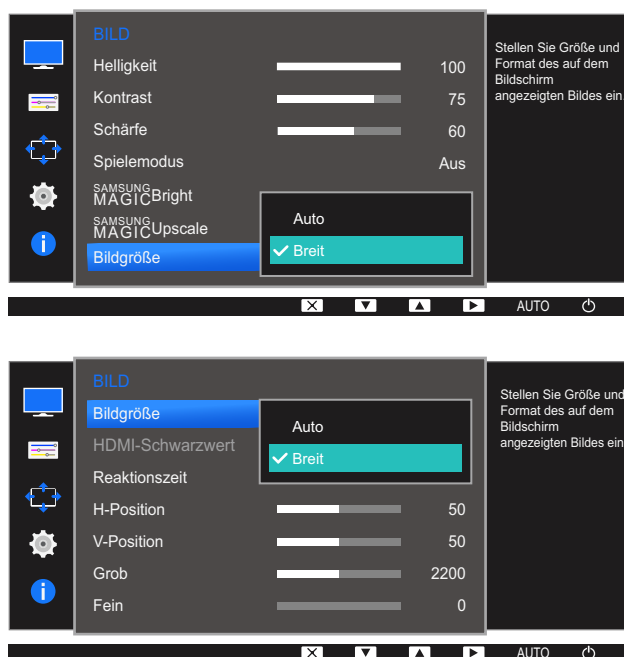 BILD
Helligkeit 100
Kontrast 75
Schärfe 60
Spielemodus Aus
SAMSUNG
MAGICBright
SAMSUNG
MAGICUpscale
Bildgröße
Auto
Breit
Stellen Sie Größe und
Format des auf dem
Bildschirm
angezeigten Bildes ein.
AUTO
BILD
Bildgröße
HDMI-Schwarzwert
Reaktionszeit
Auto
Breit
H-Position 50
V-Position 50
Grob 2200
Fein 0
Stellen Sie Größe und
Format des auf dem
Bildschirm
angezeigten Bildes ein
AUTO